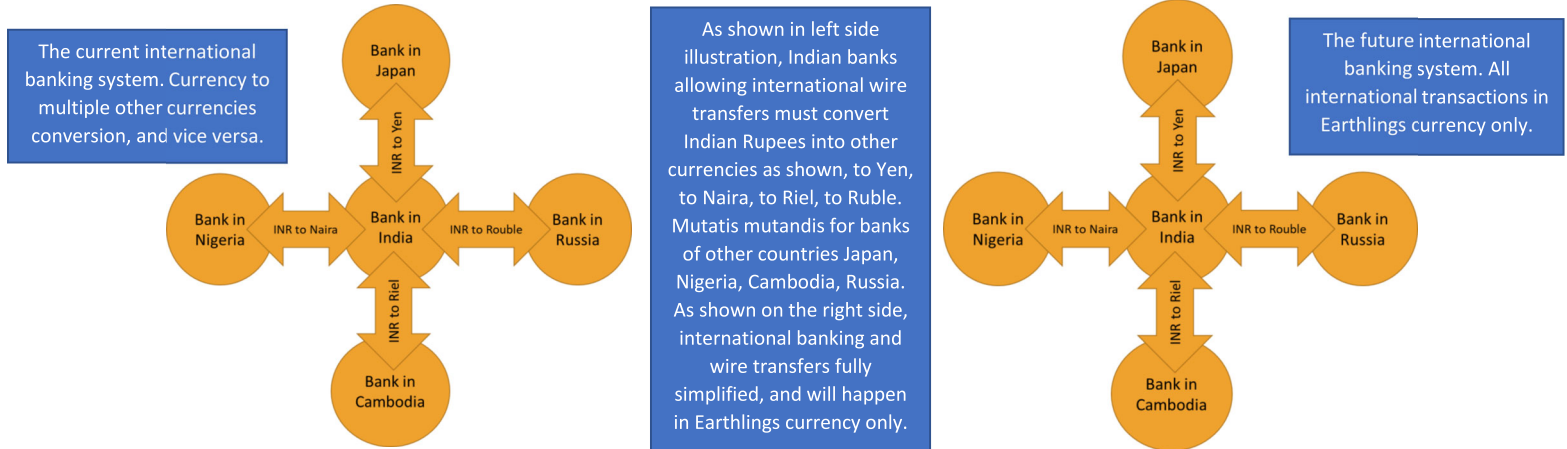 The current international
banking system. Currency to
multiple other currencies
conversion, and vice versa.
Bank in
Japan
INR to Yen
Bank in
Nigeria
INR to Naira
Bank in
India
INR to Rouble
Bank in
Russia
INR to Riel
Bank in
Cambodia
As shown in left side
illustration, Indian banks
allowing international wire
transfers must convert
Indian Rupees into other
currencies as shown, to Yen,
to Naira, to Riel, to Ruble.
Mutatis mutandis for banks
of other countries Japan,
Nigeria, Cambodia, Russia.
As shown on the right side,
international banking and
wire transfers fully
simplified, and will happen
in Earthlings currency only.
Bank in
Japan
INR to Yen
Bank in
Nigeria
INR to Naira
Bank in
India
INR to Rouble
Bank in
Russia
INR to Riel
Bank in
Cambodia
The future international
banking system. All
international transactions in
Earthlings currency only.